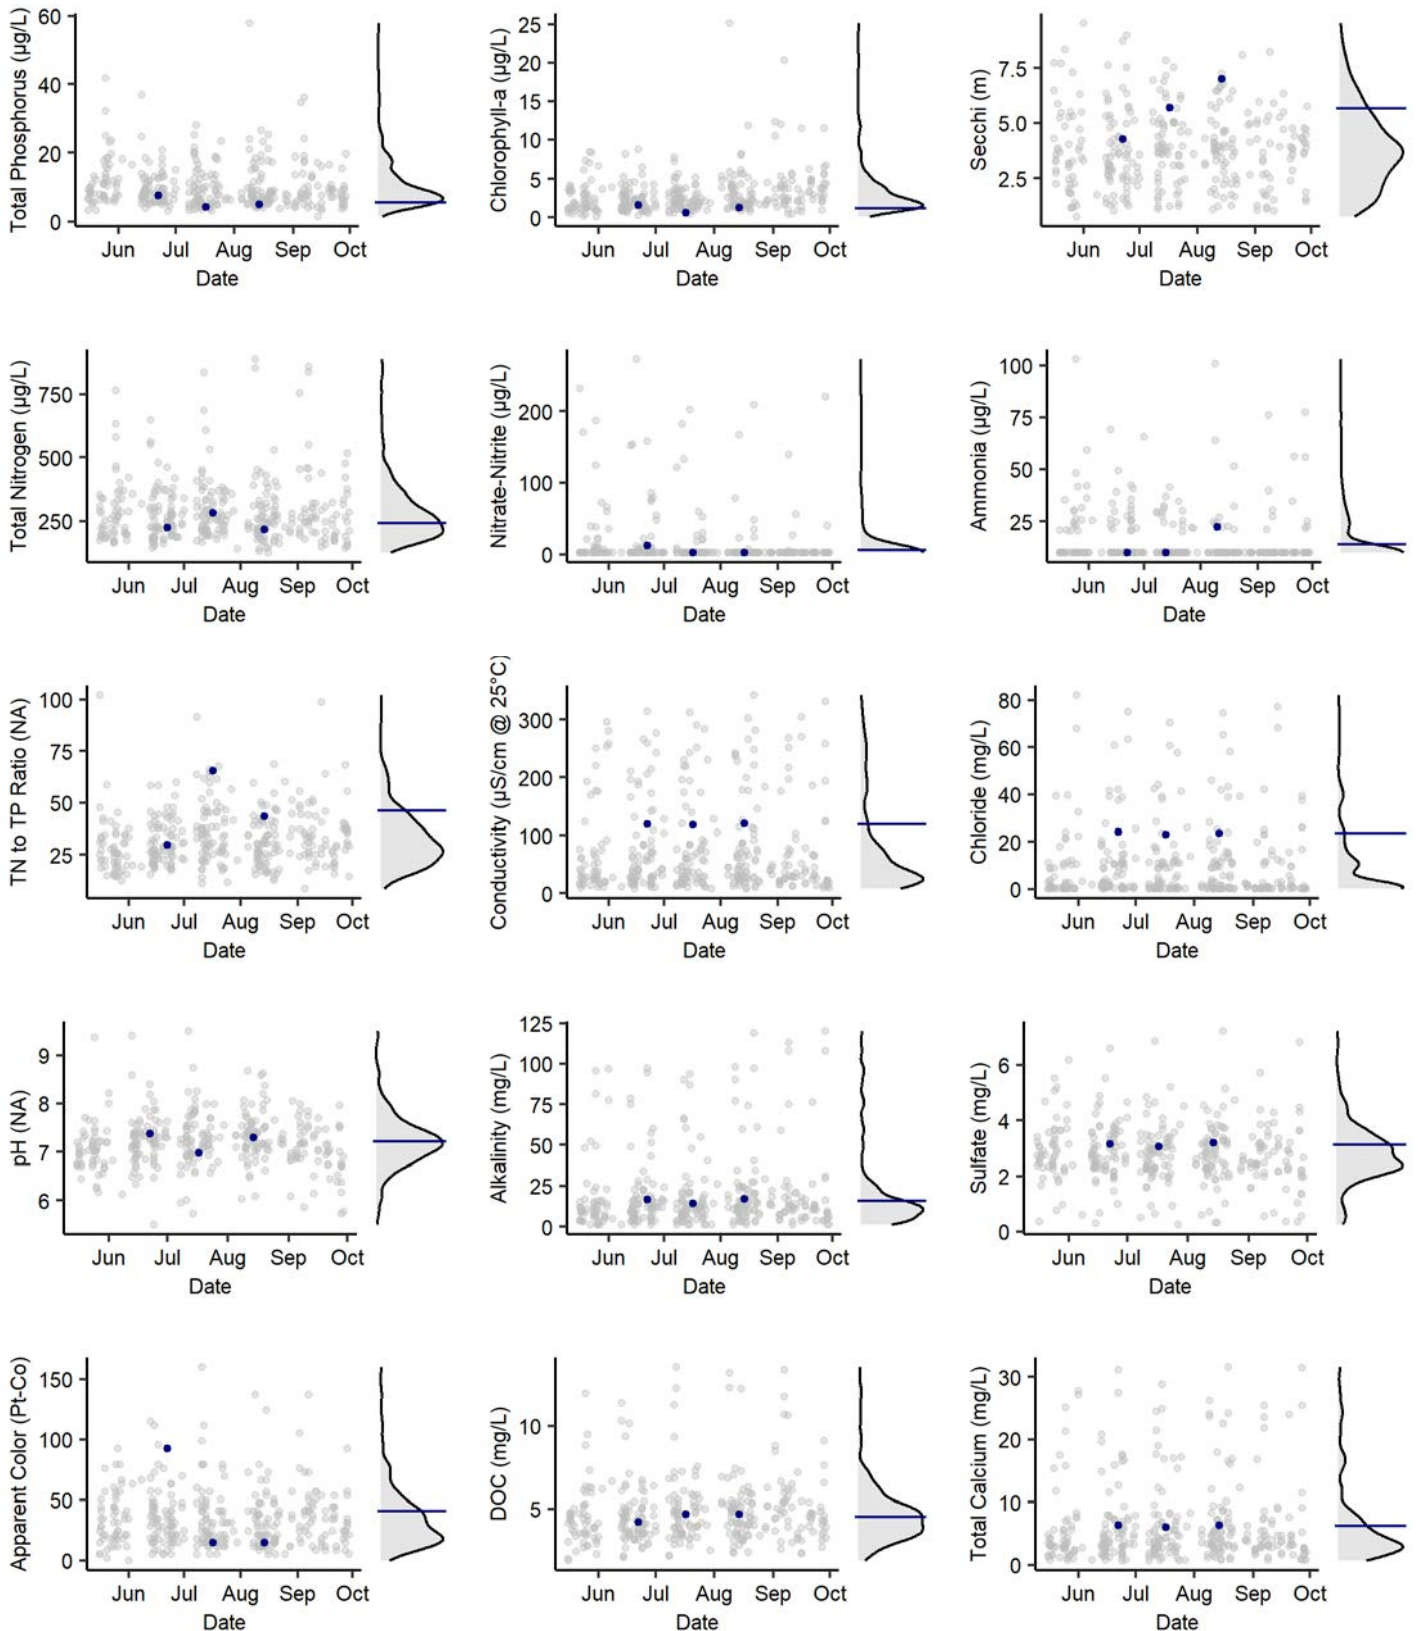 Total Phosphorus (µg/L)
60
40
20
0
Jun Jul Aug Sep Oct
Date
Chlorophyll-a (µg/L)
25
20
15
10
5
0
Jun Jul Aug Sep Oct
Date
Secchi (m)
7.5
5.0
2.5
Jun Jul Aug Sep Oct
Date
Total Nitrogen (µg/L)
750
500
250
Jun Jul Aug Sep Oct
Date
Nitrate-Nitrite (µg/L)
200
100
0
Jun Jul Aug Sep Oct
Date
Ammonia (µg/L)
100
75
50
25
Jun Jul Aug Sep Oct
Date
TN to TP Ratio (NA)
100
75
50
25
Jun Jul Aug Sep Oct
Date
Conductivity (µS/cm @ 25°C)
300
200
100
0
Jun Jul Aug Sep Oct
Date
Chloride (mg/L)
80
60
40
20
0
Jun Jul Aug Sep Oct
Date
pH (NA)
9
8
7
6
Jun Jul Aug Sep Oct
Date
Alkalinity (mg/L)
125
100
75
50
25
0
Jun Jul Aug Sep Oct
Date
Sulfate (mg/L)
6
4
2
0
Jun Jul Aug Sep Oct
Date
Apparent Color (Pt-Co)
150
100
50
0
Jun Jul Aug Sep Oct
Date
DOC (mg/L)
10
5
Jun Jul Aug Sep Oct
Date
Total Calcium (mg/L)
30
20
10
0
Jun Jul Aug Sep Oct
Date